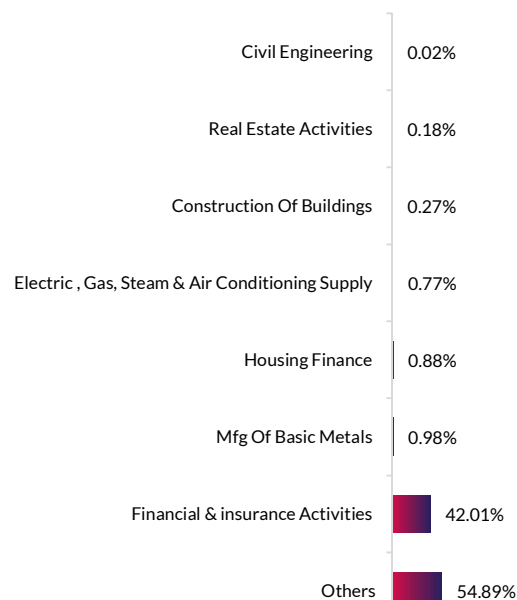 Civil Engineering 0.02%
Real Estate Activities 0.18%
Construction Of Buildings 0.27%
Electric , Gas, Steam & Air Conditioning Supply 0.77%
Housing Finance 0.88%
Mfg Of Basic Metals 0.98%
Financial & insurance Activities 42.01%
Others 54.89%